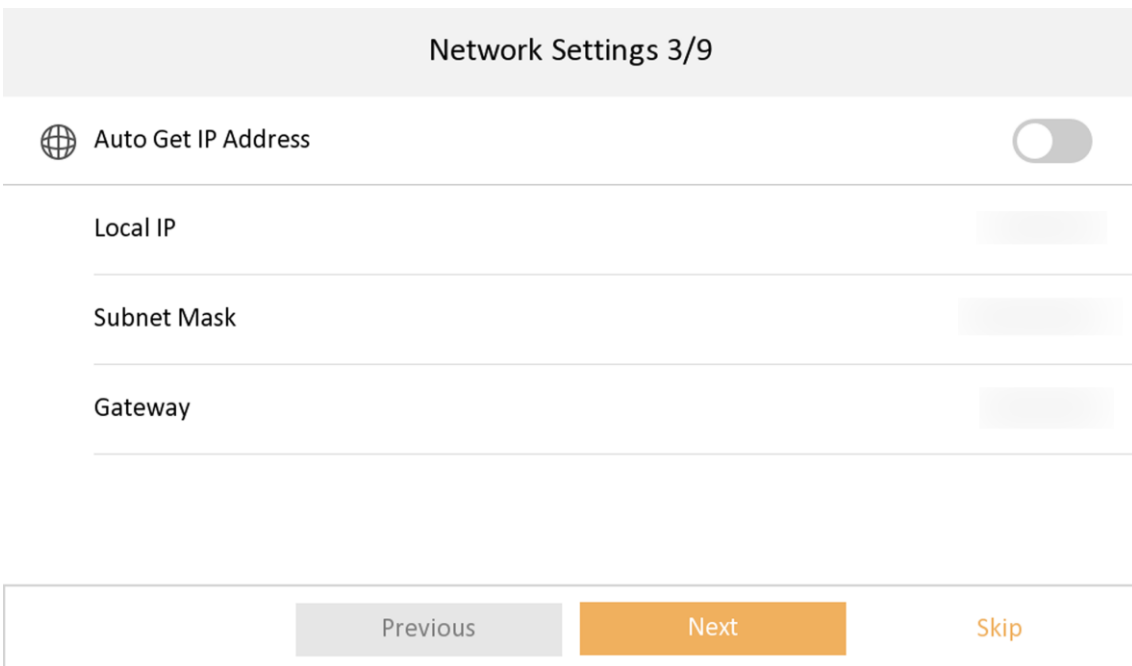 Network Settings 3/9
Auto Get IP Address
Local IP
Subnet Mask
Gateway
Previous
Next
Skip